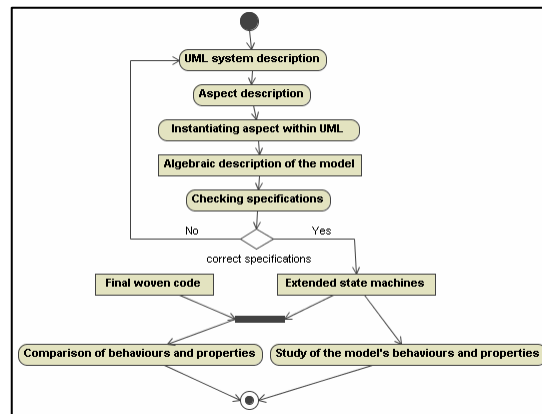 UML system description
Aspect description
Instantiating aspect within UML
Algebraic description of the model
Checking specifications
No
Yes
correct specifications
Final woven code
Extended state machines
Comparison of behaviours and properties
Study of the model's behaviours and properties